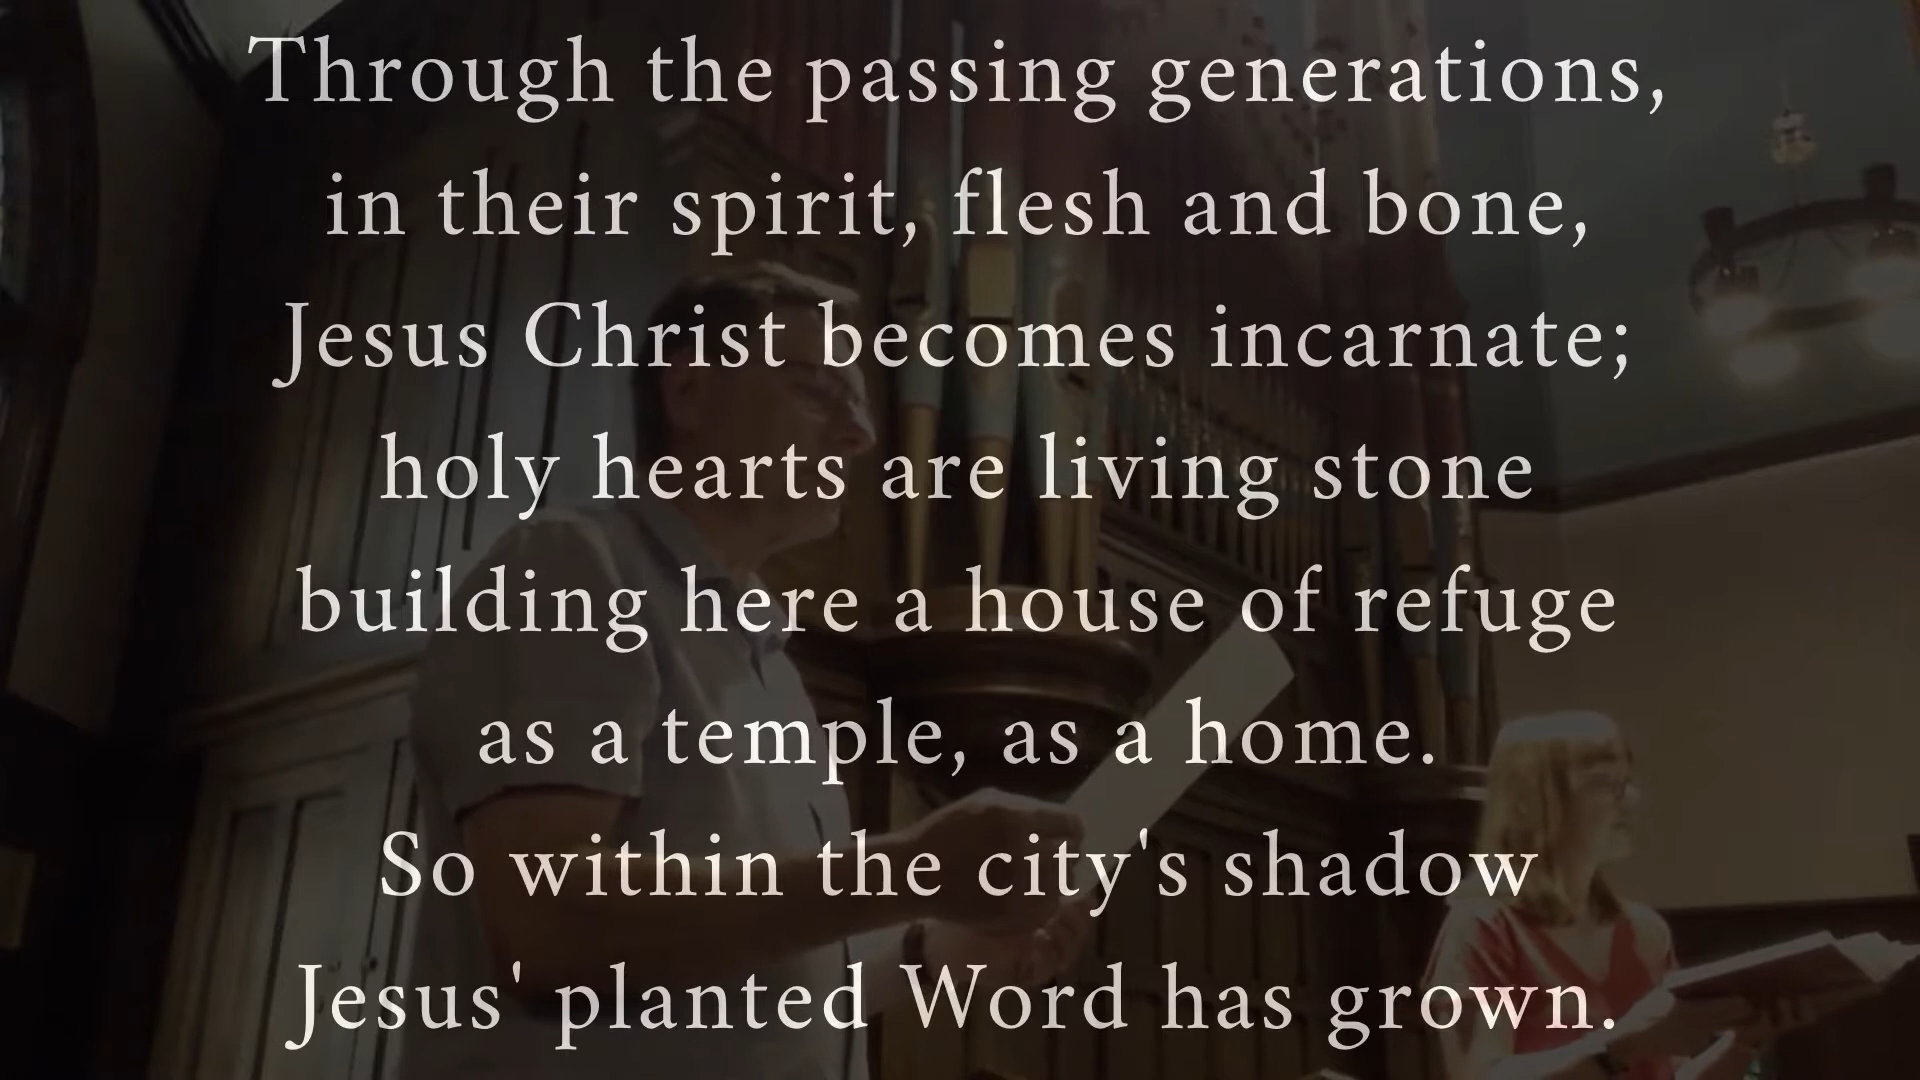 Through the passing generations,
in their spirit, flesh and bone,
Jesus Christ becomes incarnate;
holy hearts are living stone
building here a house of refuge
as a temple, as a home.
So within the city's shadow
Jesus' planted Word has grown.